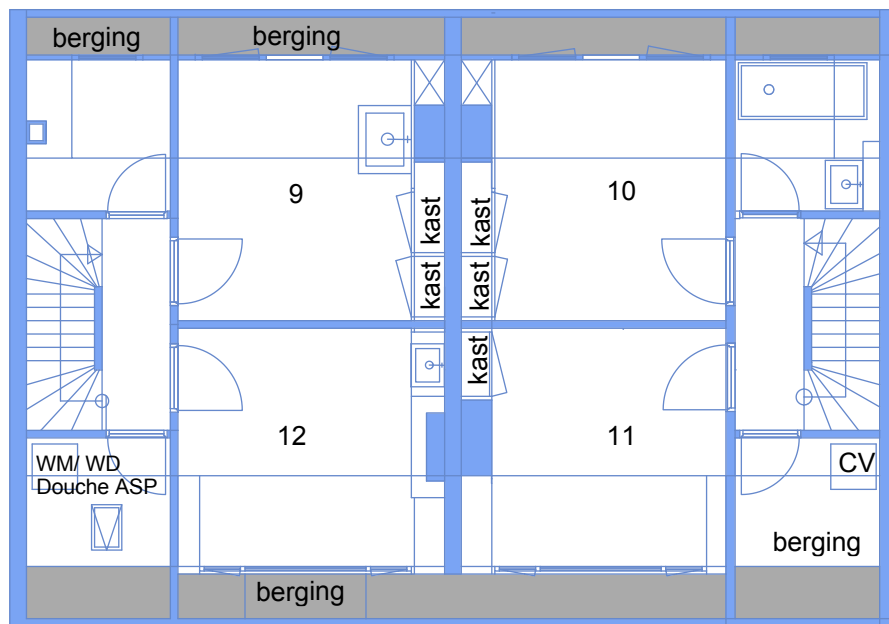 berging
berging
9
10
kast
kast
kast
kast
kast
12
11
WM/ WD
Douche ASP
CV
berging
berging